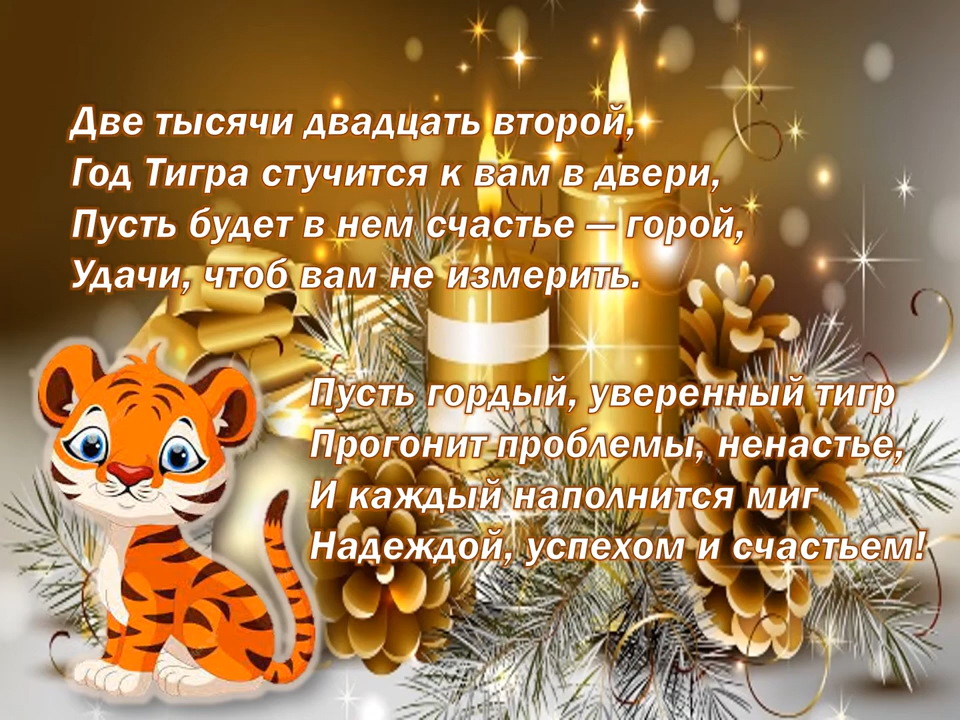 Две тысячи двадцать второй,
Год Тигра стучится к вам в двери,
Пусть будет в нем счастье — горой,
Удачи, чтоб вам не измерить.
Пусть гордый, уверенный тигр
Прогонит проблемы, ненастье,
И каждый наполнится миг
Надеждой, успехом и счастьем!